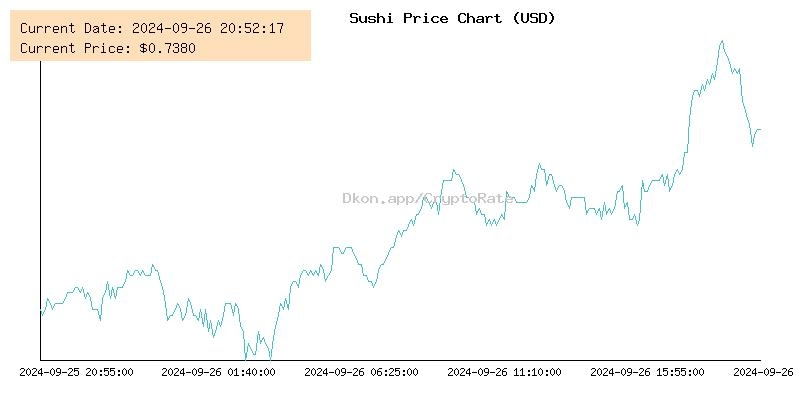 Sushi Price Chart (USD)
Current Date: 2024-09-26 20:52:17
Current Price: $0.7380
Dkon.app/CryptoRate
2024-09-25 20:55:00
2024-09-26 01:40:00
2024-09-26 06:25:00
2024-09-26 11:10:00
2024-09-26 15:55:00
2024-09-26